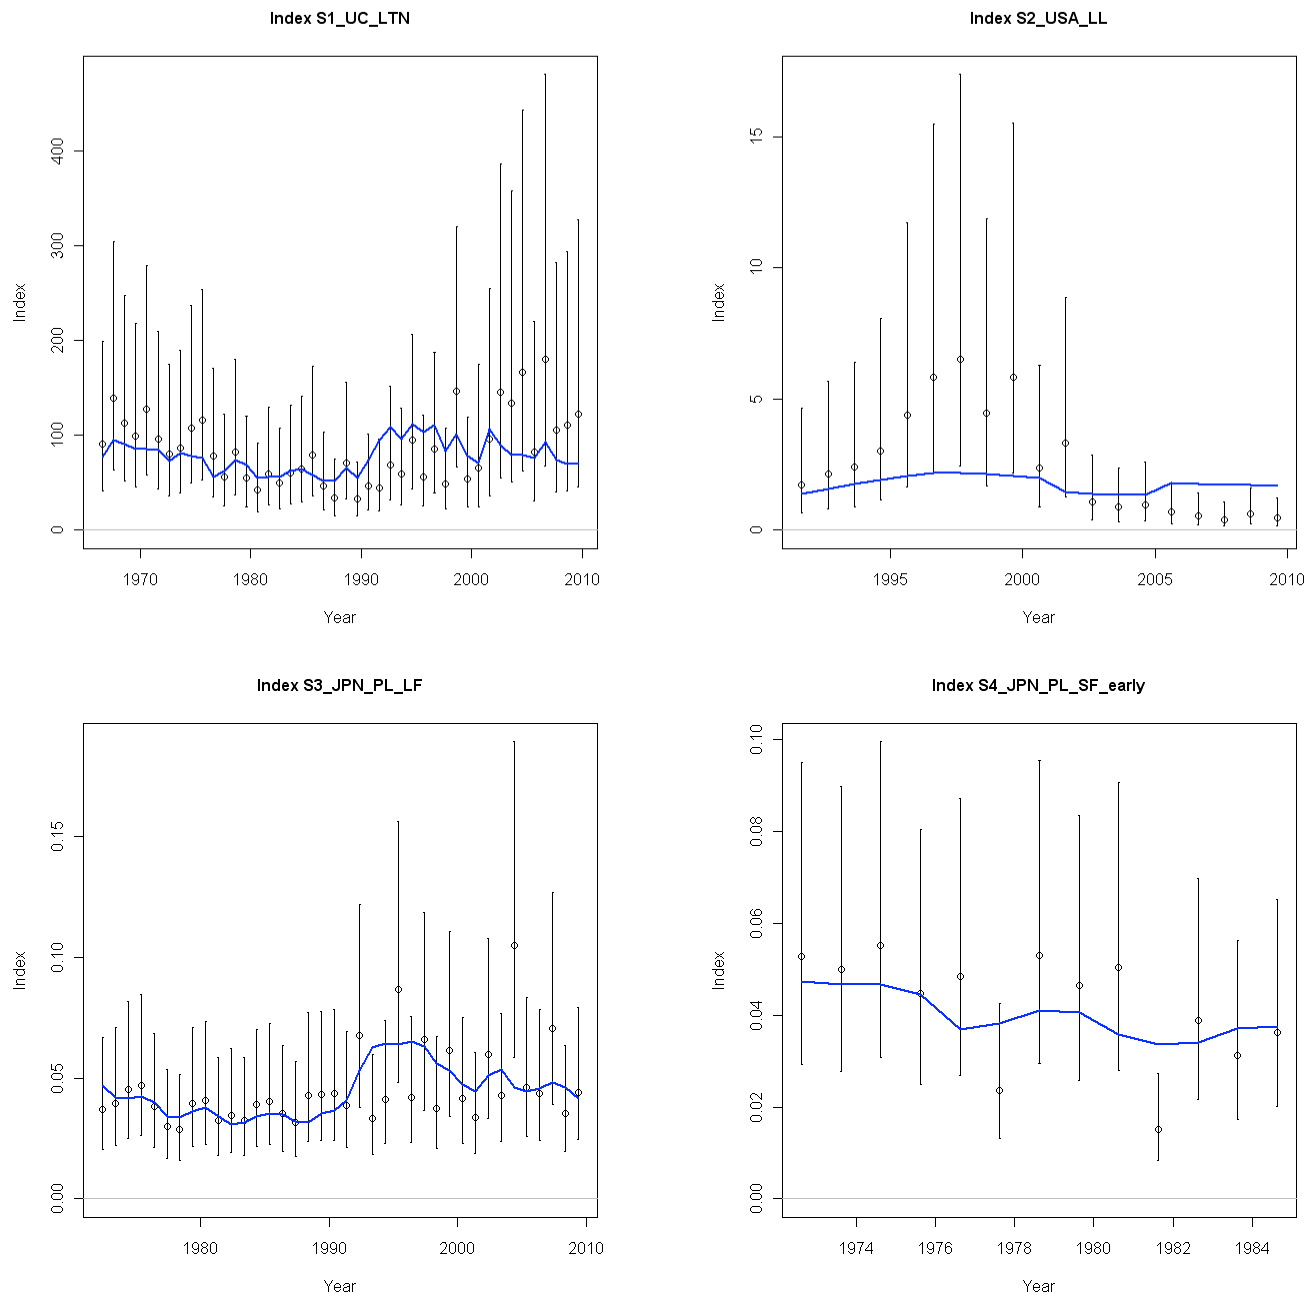 Index S1_UC_LTN
Index
400
300
200
100
0
1970 1980 1990 2000 2010
Year
Index S2_USA_LL
Index
15
10
5
0
1995 2000 2005 2010
Year
Index S3_JPN_PL_LF
Index
0.15
0.10
0.05
0.00
1980 1990 2000 2010
Year
Index S4_JPN_PL_SF_early
Index
0.10
0.08
0.06
0.04
0.02
0.00
1974 1976 1978 1980 1982 1984
Year